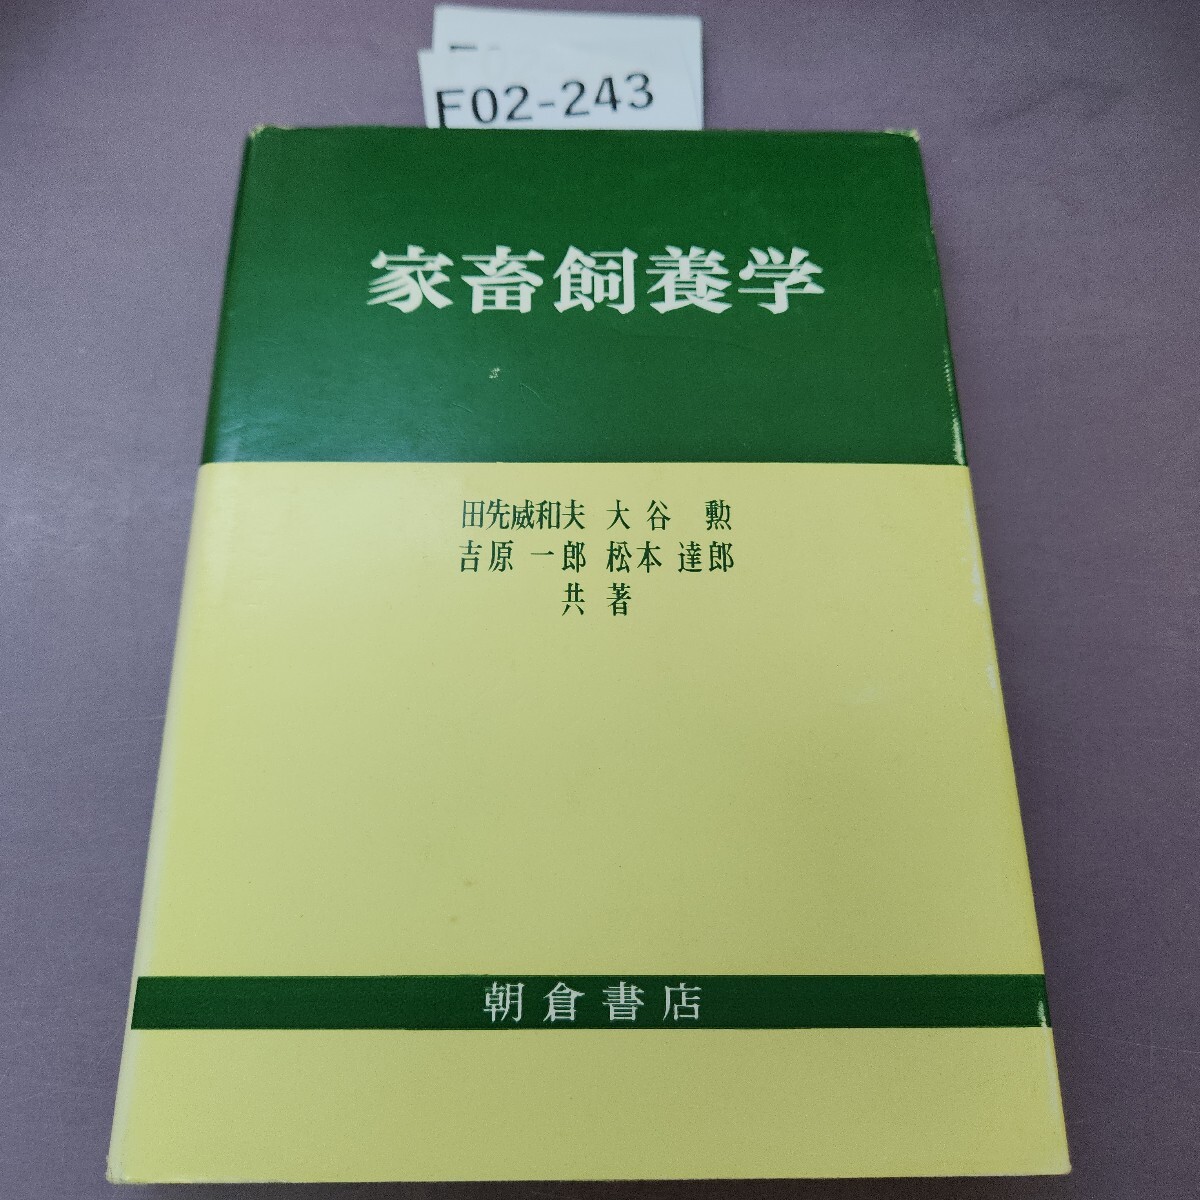 F02-243
家畜飼養学
田先威和夫 大谷 勲
吉原一郎 松本達郎
共著
朝倉書店